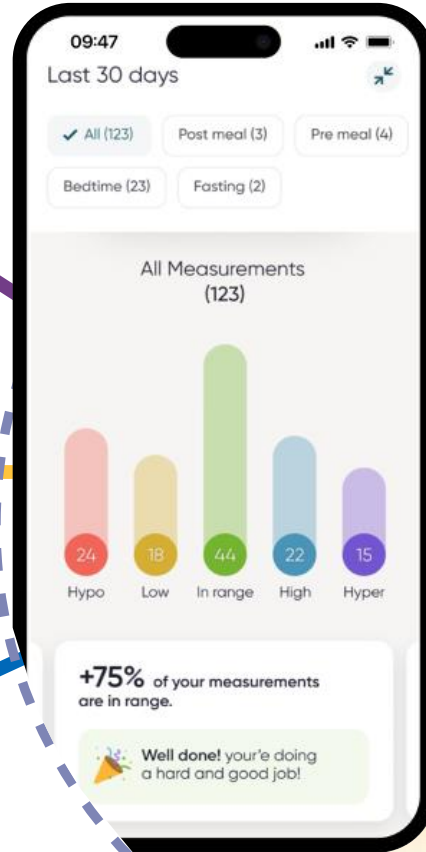 09:47
Last 30 days
✓ All (123)
Post meal (3)
Pre meal (4)
Bedtime (23)
Fasting (2)
All Measurements
(123)
24
18
44
22
15
Hypo
Low
In range
High
Hyper
+75% of your measurements
are in range.
Well done! your'e doing
a hard and good job!